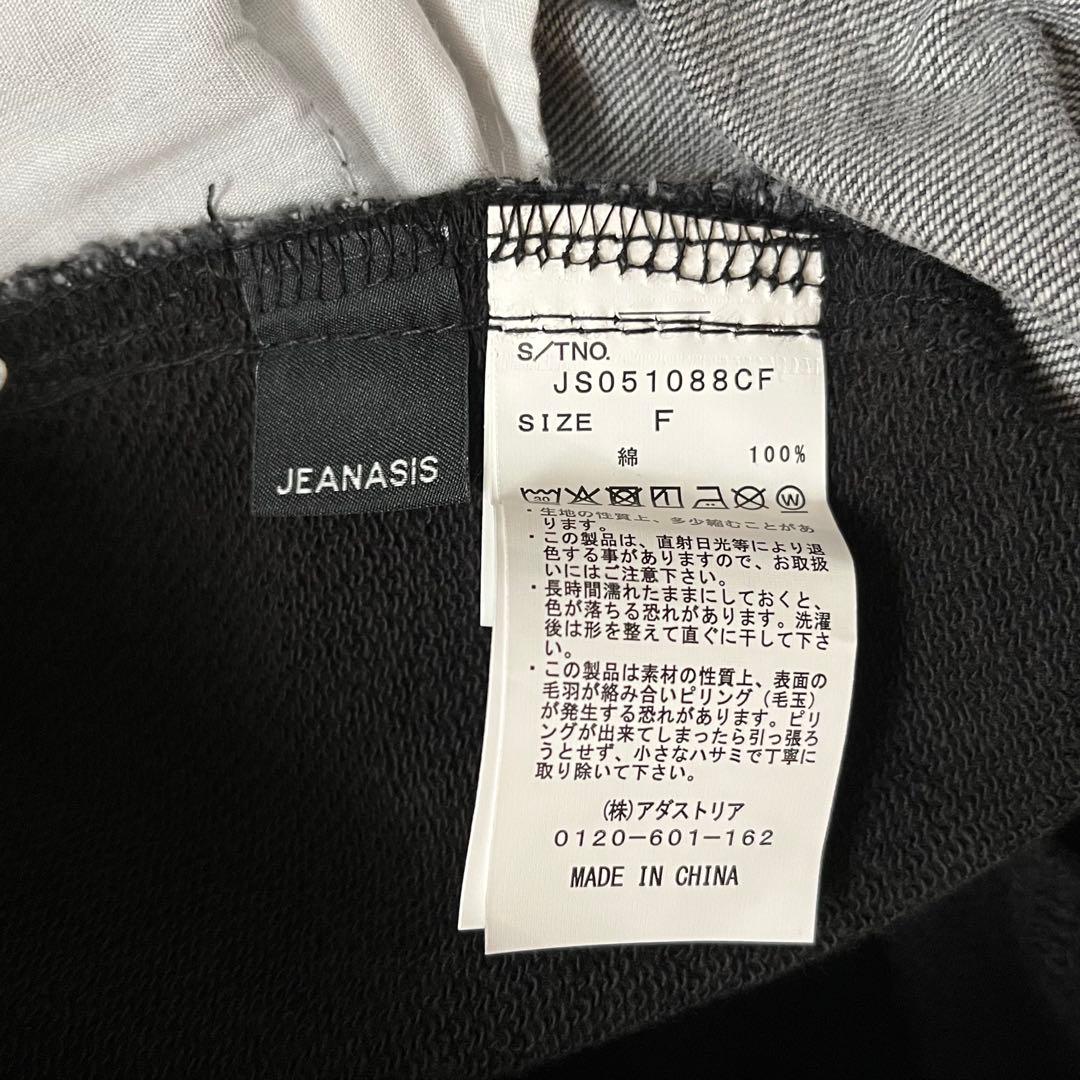 JEANASiS
S/TNO.
JS051088CF
SIZE F
綿 100%
30
W
・生地の性質上、多少縮むことがあ
ります。
・この製品は、直射日光等により退
色する事がありますので、お取扱
いにはご注意下さい。
・長時間濡れたままにしておくと、
色が落ちる恐れがあります。洗濯
後は形を整えて直ぐに干して下さ
い。
・この製品は素材の性質上、表面の
毛羽が絡み合いピリング(毛玉)
が発生する恐れがあります。ピリ
ングが出来てしまったら引っ張ろ
うとせず、小さなハサミで丁寧に
取り除いて下さい。
(株)アダストリア
0120-601-162
MADE IN CHINA